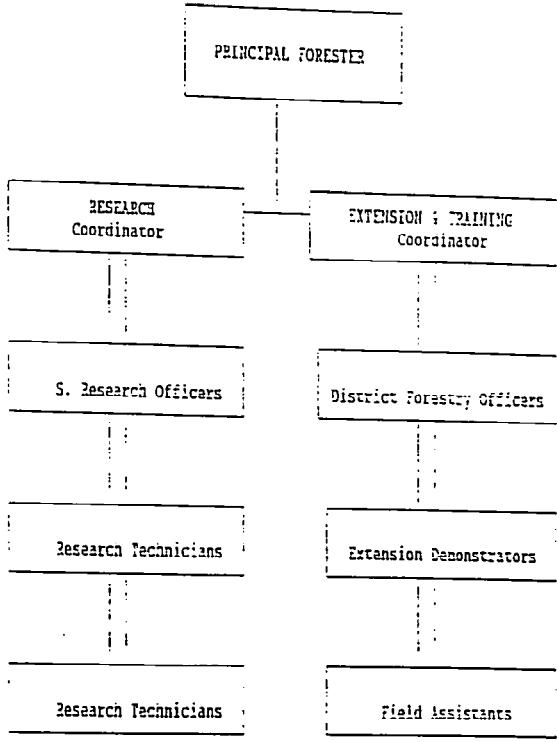 PRINCIPAL FORESTER
RESEARCH
Coordinator
EXTENSION & TRAINING
Coordinator
S. Research Officers
District Forestry Officers
Research Technicians
Extension Demonstrators
Research Technicians
Field Assistants